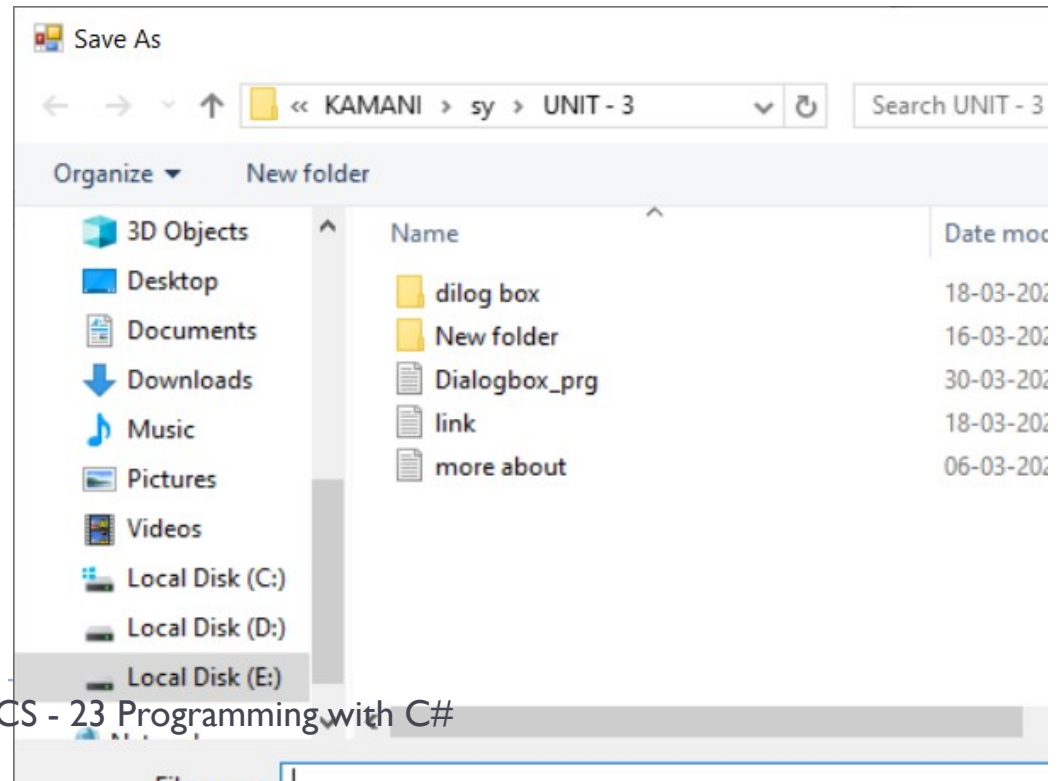 Save As
« KAMANI > sy > UNIT - 3
Search UNIT - 3
Organize
New folder
3D Objects
Desktop
Documents
Downloads
Music
Pictures
Videos
Local Disk (C:)
Local Disk (D:)
Local Disk (E:)
Name
Date mod
dilog box 18-03-202
New folder 16-03-202
Dialogbox_prg 30-03-202
link 18-03-202
more about 06-03-202
CS - 23 Programming with C#